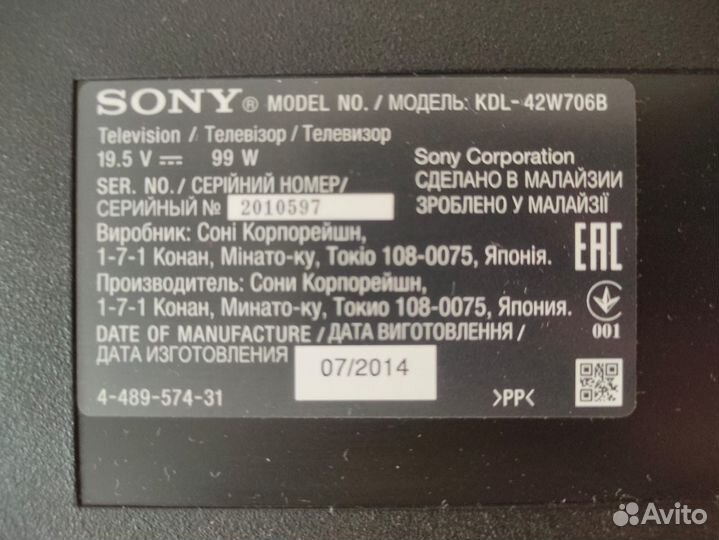 SONY® MODEL NO. / МОДЕЛЬ: KDL-42W706B
Television / Телевізор / Телевизор
19.5 V ⎓ 99 W
Sony Corporation
SER. NO./ СЕРІЙНИЙ НОМЕР/
СДЕЛАНО В МАЛАЙЗИИ
СЕРИЙНЫЙ № 2010597
ЗРОБЛЕНО У МАЛАЙЗІЇ
Виробник: Соні Корпорейшн,
1-7-1 Конан, Мінато-ку, Токіо 108-0075, Японія.
EAC
Производитель: Сони Корпорейшн,
1-7-1 Конан, Минато-ку, Токио 108-0075, Япония.
001
DATE OF MANUFACTURE / ДАТА ВИГОТОВЛЕННЯ/
ДАТА ИЗГОТОВЛЕНИЯ
07/2014
4-489-574-31
>PP<
Avito